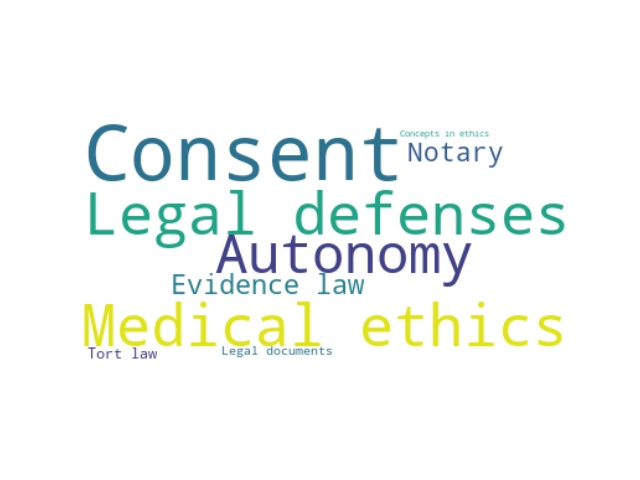 Concepts in ethics
Consent
Notary
Legal defenses
Autonomy
Evidence law
Medical ethics
Tort law
Legal documents